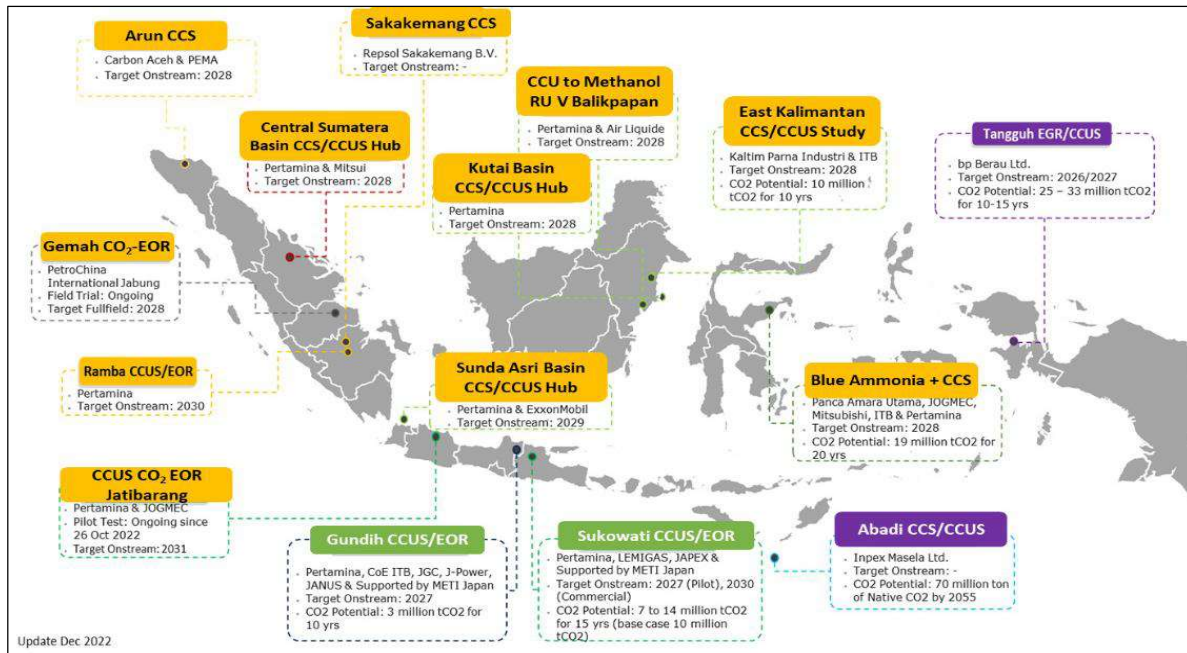 Arun CCS
• Carbon Aceh & PEMA
• Target Onstream: 2028
Sakakemang CCS
• Repsol Sakakemang B.V.
• Target Onstream: -
CCU to Methanol
RU V Balikpapan
• Pertamina & Air Liquide
• Target Onstream: 2028
Central Sumatera
Basin CCS/CCUS Hub
• Pertamina & Mitsui
• Target Onstream: 2028
Kutai Basin
CCS/CCUS Hub
• Pertamina
• Target Onstream: 2028
East Kalimantan
CCS/CCUS Study
• Kaltim Parna Industri & ITB
• Target Onstream: 2028
• CO2 Potential: 10 million
tCO2 for 10 yrs
Tangguh EGR/CCUS
• bp Berau Ltd.
• Target Onstream: 2026/2027
• CO2 Potential: 25 – 33 million tCO2
for 10-15 yrs
Gemah CO₂-EOR
• PetroChina
International Jabung
• Field Trial: Ongoing
• Target Fullfield: 2028
Ramba CCUS/EOR
• Pertamina
• Target Onstream: 2030
Sunda Asri Basin
CCS/CCUS Hub
• Pertamina & ExxonMobil
• Target Onstream: 2029
Blue Ammonia + CCS
• Panca Amara Utama, JOGMEC,
Mitsubishi, ITB & Pertamina
• Target Onstream: 2028
• CO2 Potential: 19 million tCO2 for
20 yrs
CCUS CO₂ EOR
Jatibarang
• Pertamina & JOGMEC
• Pilot Test: Ongoing since
26 Oct 2022
• Target Onstream: 2031
Gundih CCUS/EOR
• Pertamina, CoE ITB, JGC, J-Power,
JANUS & Supported by METI Japan
• Target Onstream: 2027
• CO2 Potential: 3 million tCO2 for
10 yrs
Sukowati CCUS/EOR
• Pertamina, LEMIGAS, JAPEX &
Supported by METI Japan
• Target Onstream: 2027 (Pilot), 2030
(Commercial)
• CO2 Potential: 7 to 14 million tCO2
for 15 yrs (base case 10 million
tCO2)
Abadi CCS/CCUS
• Inpex Masela Ltd.
• Target Onstream: -
• CO2 Potential: 70 million ton
of Native CO2 by 2055
Update Dec 2022